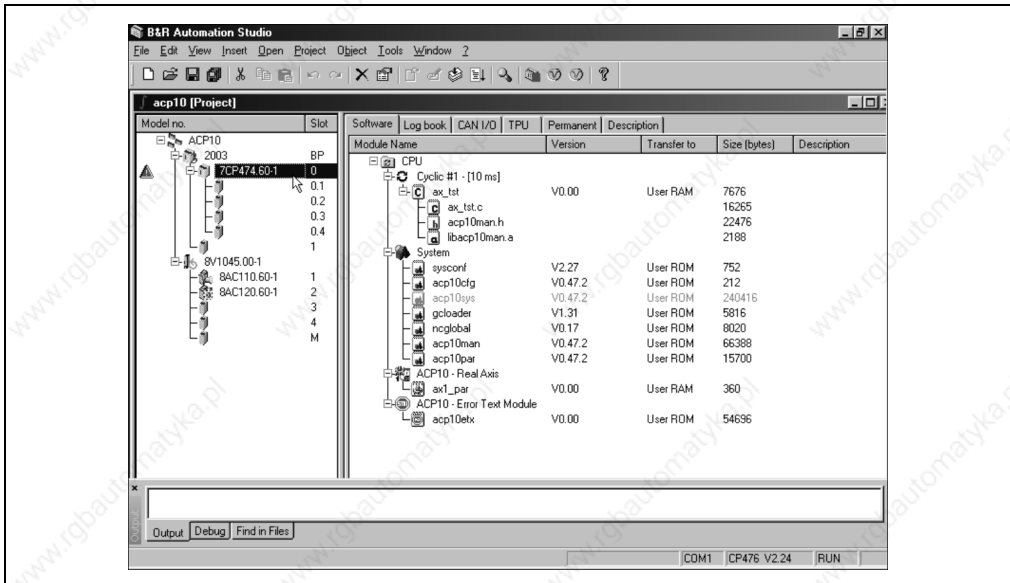 B&R Automation Studio
File Edit View Insert Open Project Object Tools Window ?
acp10 [Project]
Model no. Slot
ACP10
2003 BP
7CP474.60-1 0
0.1
0.2
0.3
0.4
1
8V1045.00-1
8AC110.60-1 1
8AC120.60-1 2
3
4
M
Software Log book CAN I/O TPU Permanent Description
Module Name Version Transfer to Size (bytes) Description
CPU
Cyclic #1 - [10 ms]
ax_tst V0.00 User RAM 7676
ax_tst.c 16265
acp10man.h 22476
libacp10man.a 2188
System
sysconf V2.27 User ROM 752
acp10cfg V0.47.2 User ROM 212
acp10sys V0.47.2 User ROM 240416
gcloader V1.31 User ROM 5816
ncglobal V0.17 User ROM 8020
acp10man V0.47.2 User ROM 66388
acp10par V0.47.2 User ROM 15700
ACP10 - Real Axis
ax1_par V0.00 User RAM 360
ACP10 - Error Text Module
acp10etx V0.00 User ROM 54696
Output
Output Debug Find in Files
COM1 CP476 V2.24 RUN
www.rgbautomatyka.pl